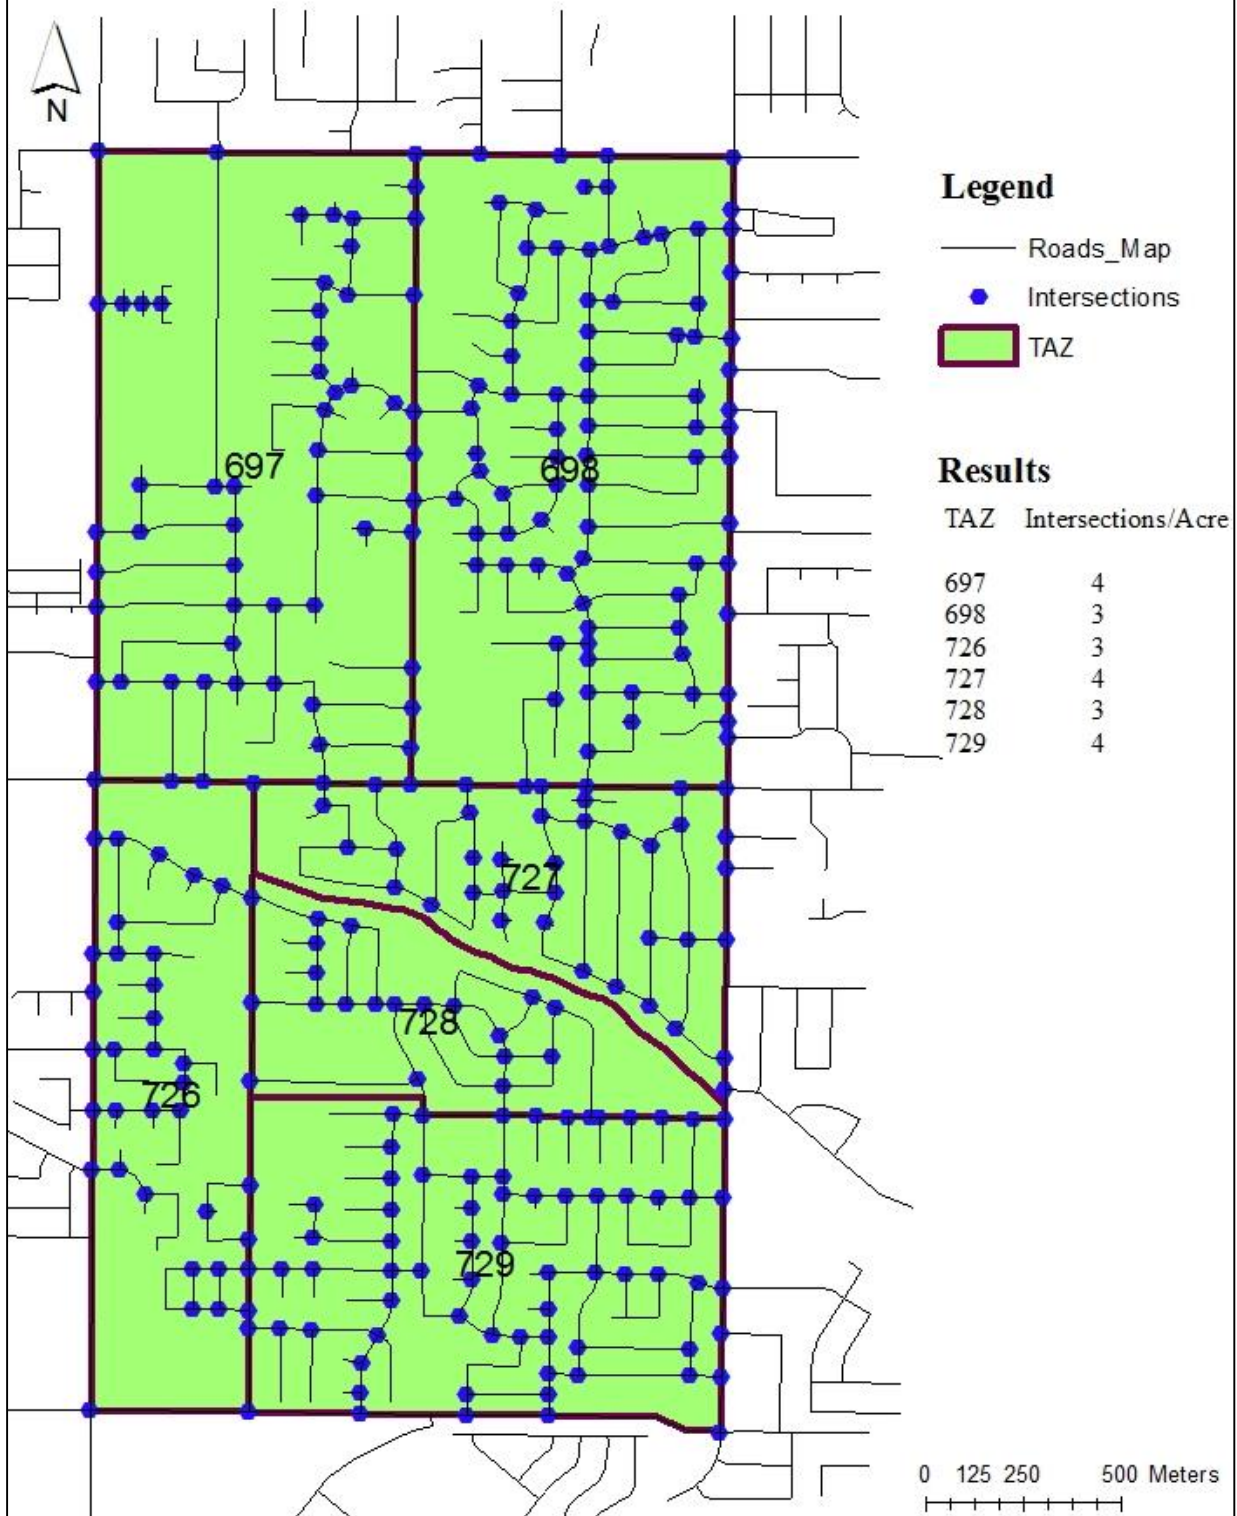 N
Legend
Roads_Map
Intersections
TAZ
697
698
Results
TAZ Intersections/Acre
697 4
698 3
726 3
727 4
728 3
729 4
727
728
726
729
0 125 250 500 Meters